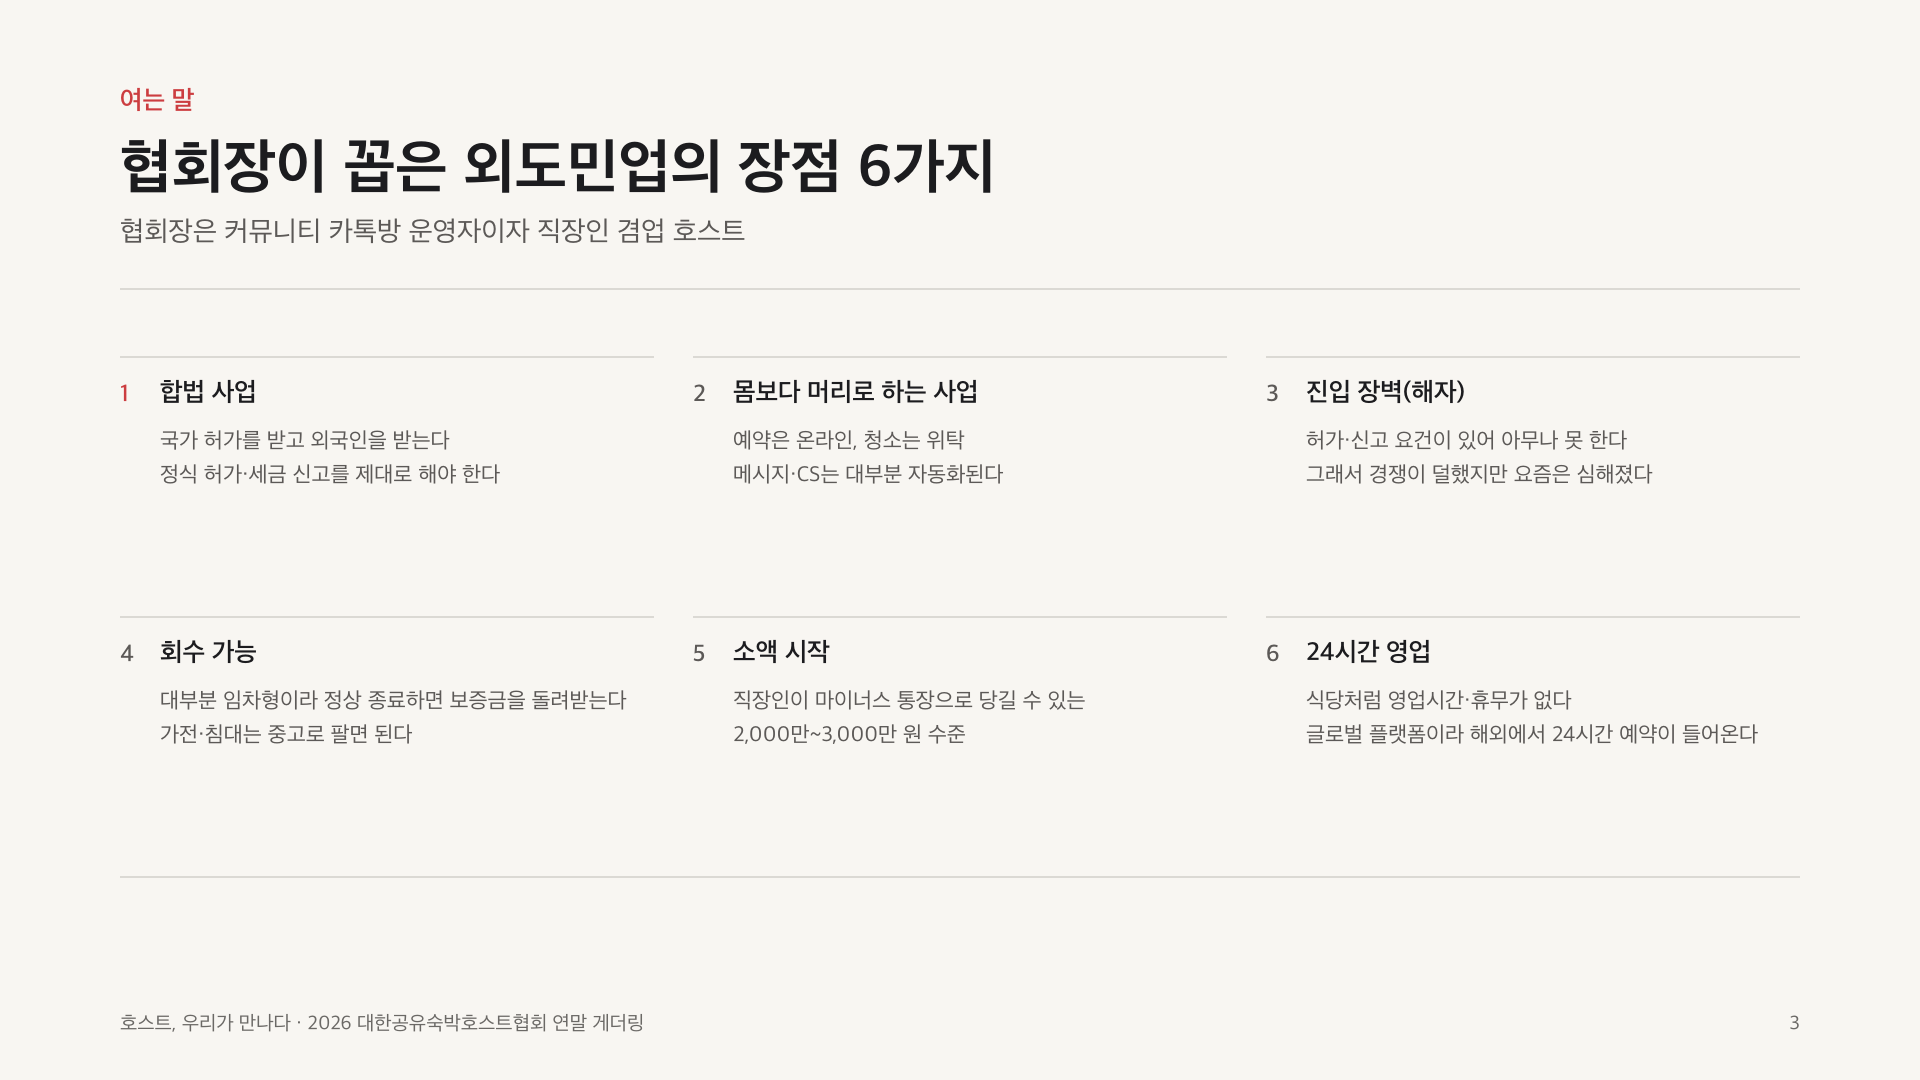 여는 말
협회장이 꼽은 외도민업의 장점 6가지
협회장은 커뮤니티 카톡방 운영자이자 직장인 겸업 호스트
1 합법 사업
국가 허가를 받고 외국인을 받는다
정식 허가·세금 신고를 제대로 해야 한다
2 몸보다 머리로 하는 사업
예약은 온라인, 청소는 위탁
메시지·CS는 대부분 자동화된다
3 진입 장벽(해자)
허가·신고 요건이 있어 아무나 못 한다
그래서 경쟁이 덜했지만 요즘은 심해졌다
4 회수 가능
대부분 임차형이라 정상 종료하면 보증금을 돌려받는다
가전·침대는 중고로 팔면 된다
5 소액 시작
직장인이 마이너스 통장으로 당길 수 있는
2,000만~3,000만 원 수준
6 24시간 영업
식당처럼 영업시간·휴무가 없다
글로벌 플랫폼이라 해외에서 24시간 예약이 들어온다
호스트, 우리가 만나다 · 2026 대한공유숙박호스트협회 연말 게더링
3